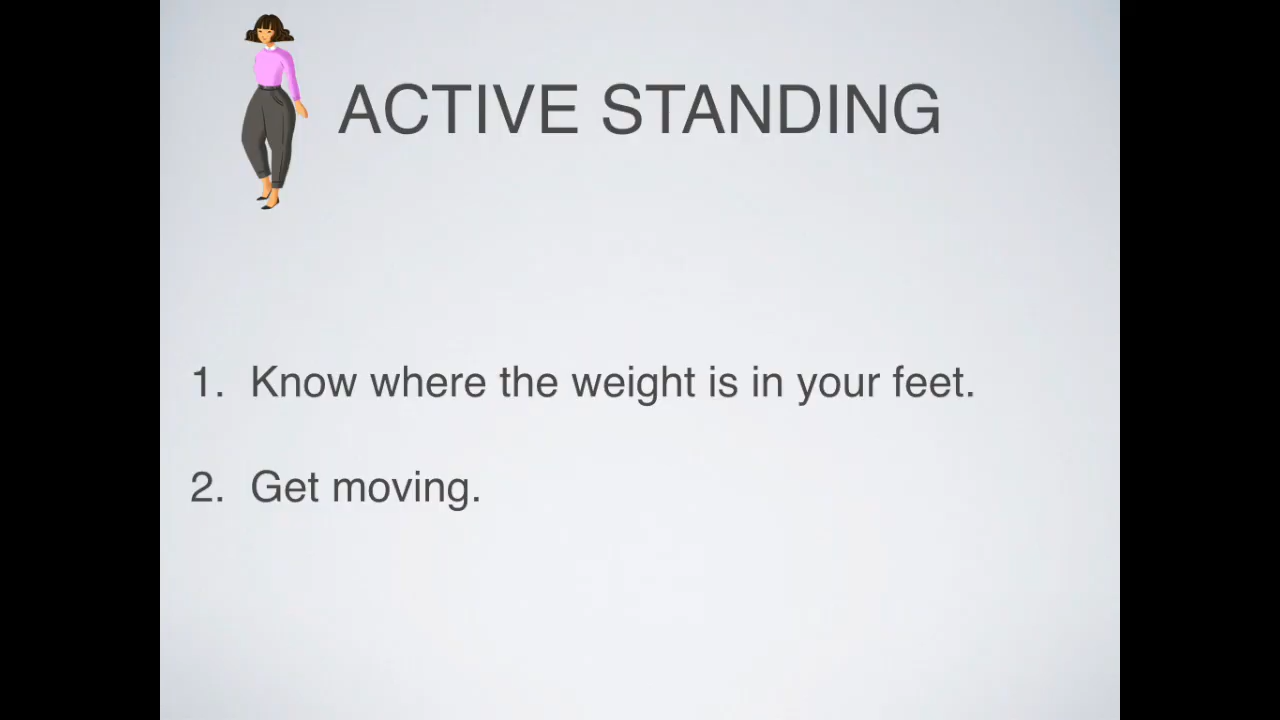 ACTIVE STANDING
1. Know where the weight is in your feet.
2. Get moving.